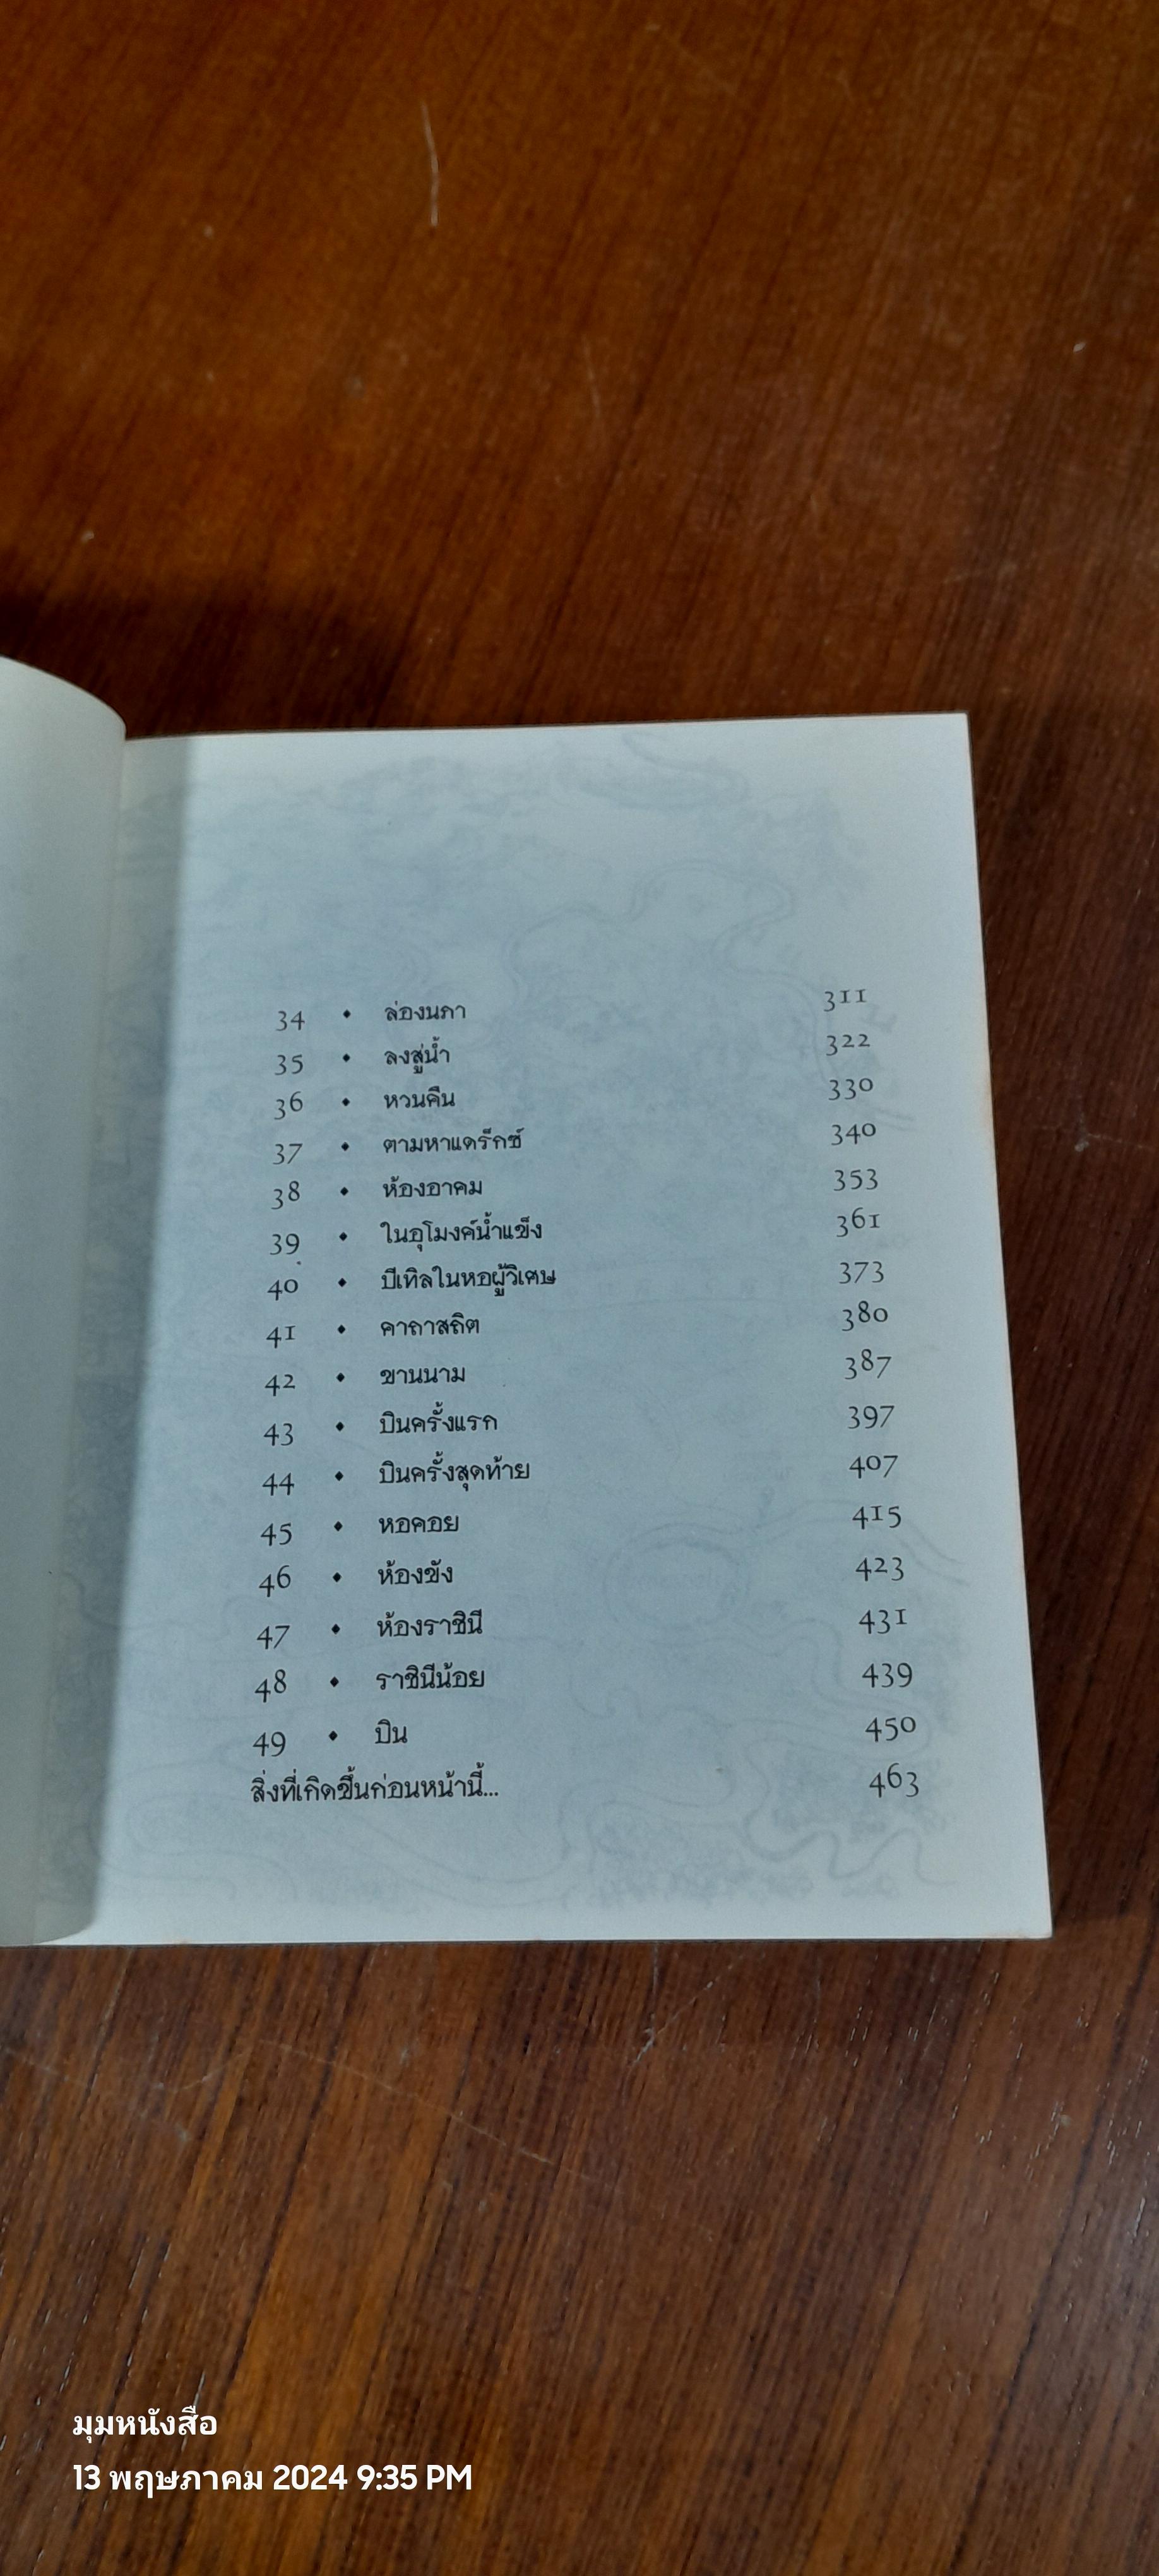 34 • ล่องนภา 311
35 • ลงสู่น้ำ 322
36 • หวนคืน 330
37 • ตามหาแดร็กซ์ 340
38 • ห้องอาคม 353
39 • ในอุโมงค์น้ำแข็ง 361
40 • บีเทิลในหอผู้วิเศษ 373
41 • คาถาสถิต 380
42 • ขานนาม 387
43 • บินครั้งแรก 397
44 • บินครั้งสุดท้าย 407
45 • หอคอย 415
46 • ห้องขัง 423
47 • ห้องราชินี 431
48 • ราชินีน้อย 439
49 • บิน 450
สิ่งที่เกิดขึ้นก่อนหน้านี้... 463
มุมหนังสือ
13 พฤษภาคม 2024 9:35 PM